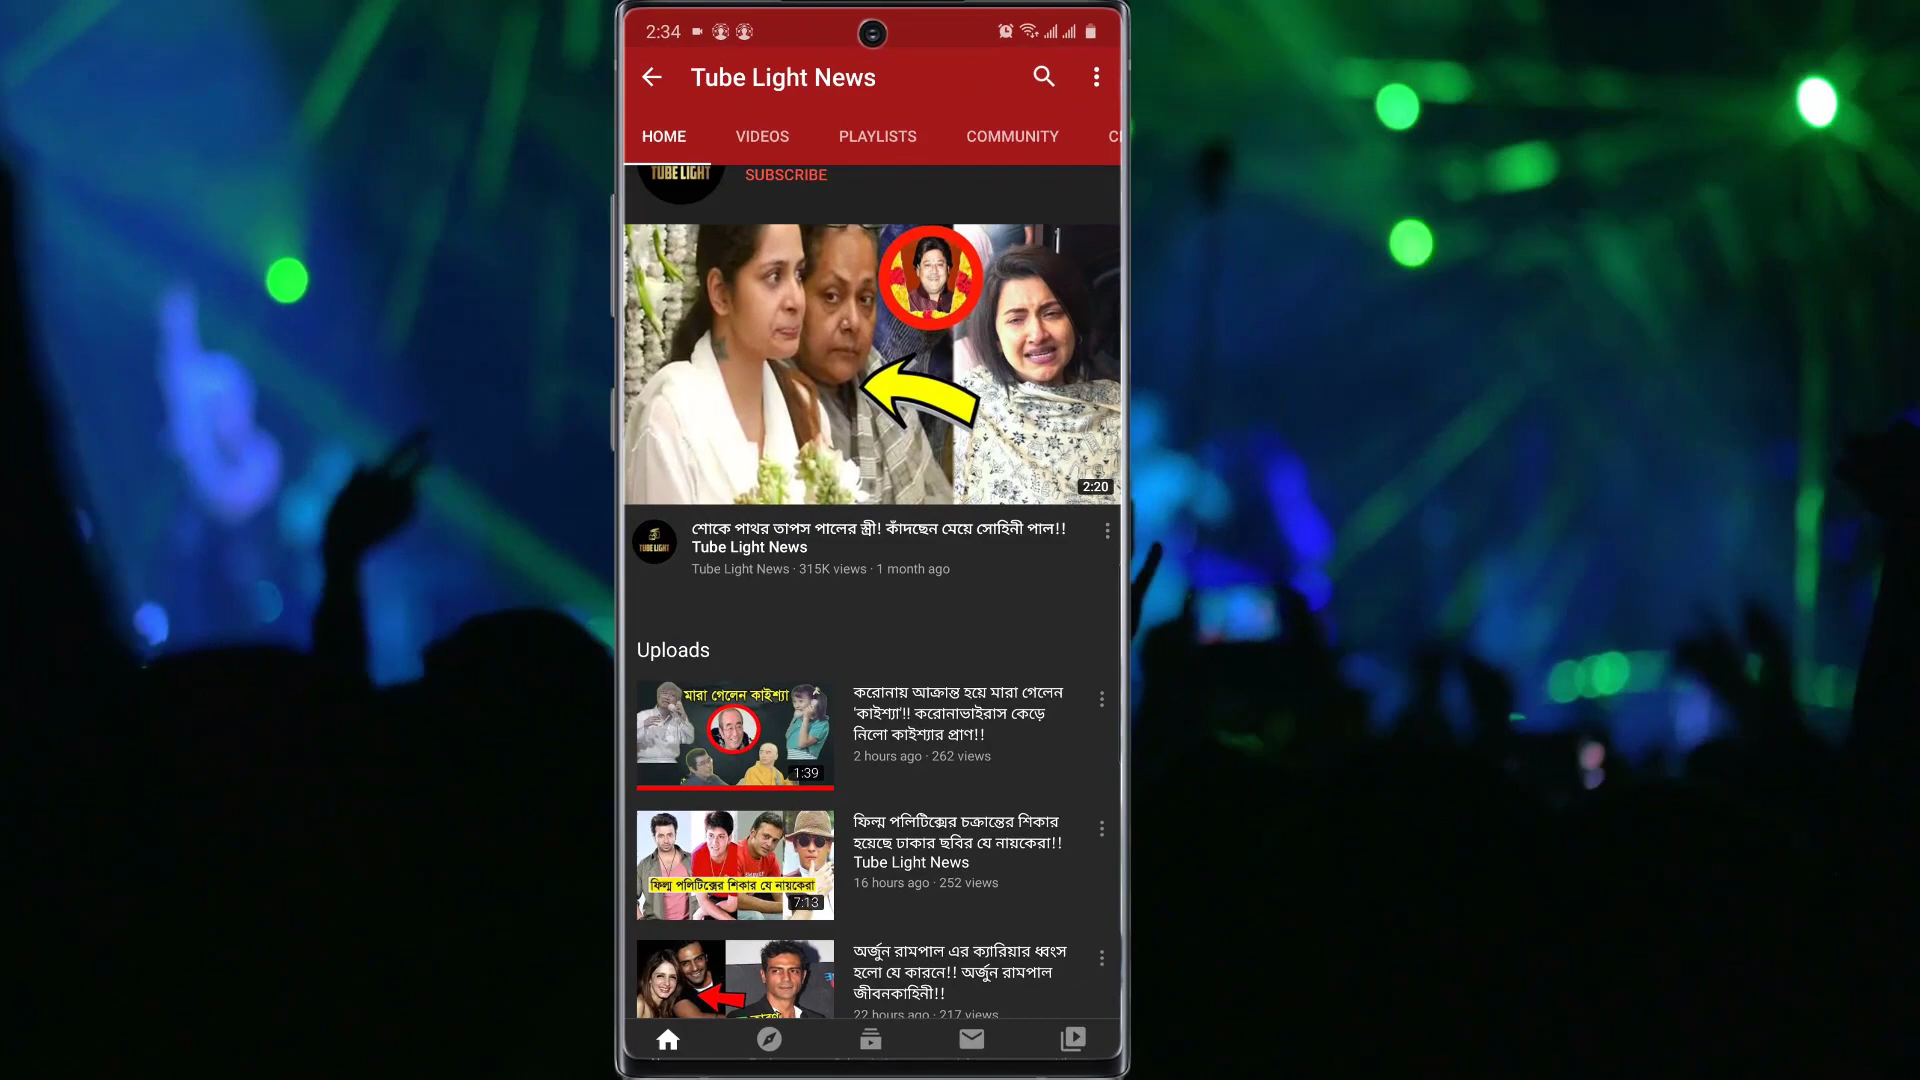 2:34
Tube Light News
HOME VIDEOS PLAYLISTS COMMUNITY
TUBE LIGHT
SUBSCRIBE
2:20
TUBE LIGHT
শোকে পাথর তাপস পালের স্ত্রী! কাঁদছেন মেয়ে সোহিনী পাল!!
Tube Light News
Tube Light News · 315K views · 1 month ago
Uploads
মারা গেলেন কাইশ্যা
1:39
করোনায় আক্রান্ত হয়ে মারা গেলেন
'কাইশ্যা'!! করোনাভাইরাস কেড়ে
নিলো কাইশ্যার প্রাণ!!
2 hours ago · 262 views
ফিল্ম পলিটিক্সের শিকার যে নায়কেরা
7:13
ফিল্ম পলিটিক্সের চক্রান্তের শিকার
হয়েছে ঢাকার ছবির যে নায়কেরা!!
Tube Light News
16 hours ago · 252 views
অর্জুন রামপাল এর ক্যারিয়ার ধ্বংস
হলো যে কারনে!! অর্জুন রামপাল
জীবনকাহিনী!!
22 hours ago · 217 views